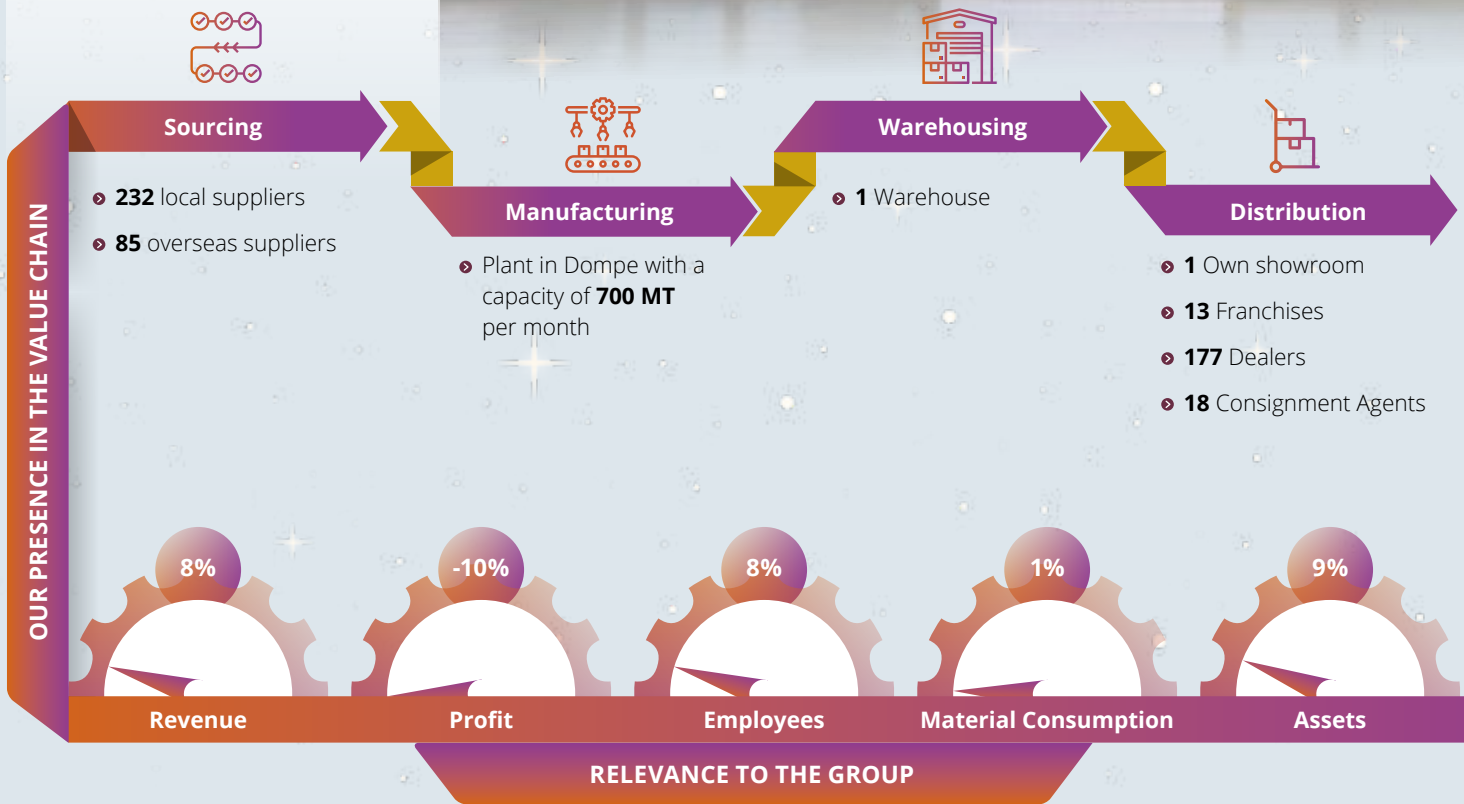 OUR PRESENCE IN THE VALUE CHAIN
Sourcing
232 local suppliers
85 overseas suppliers
Manufacturing
Plant in Dompe with a
capacity of 700 MT
per month
Warehousing
1 Warehouse
Distribution
1 Own showroom
13 Franchises
177 Dealers
18 Consignment Agents
8%
Revenue
-10%
Profit
8%
Employees
1%
Material Consumption
9%
Assets
RELEVANCE TO THE GROUP